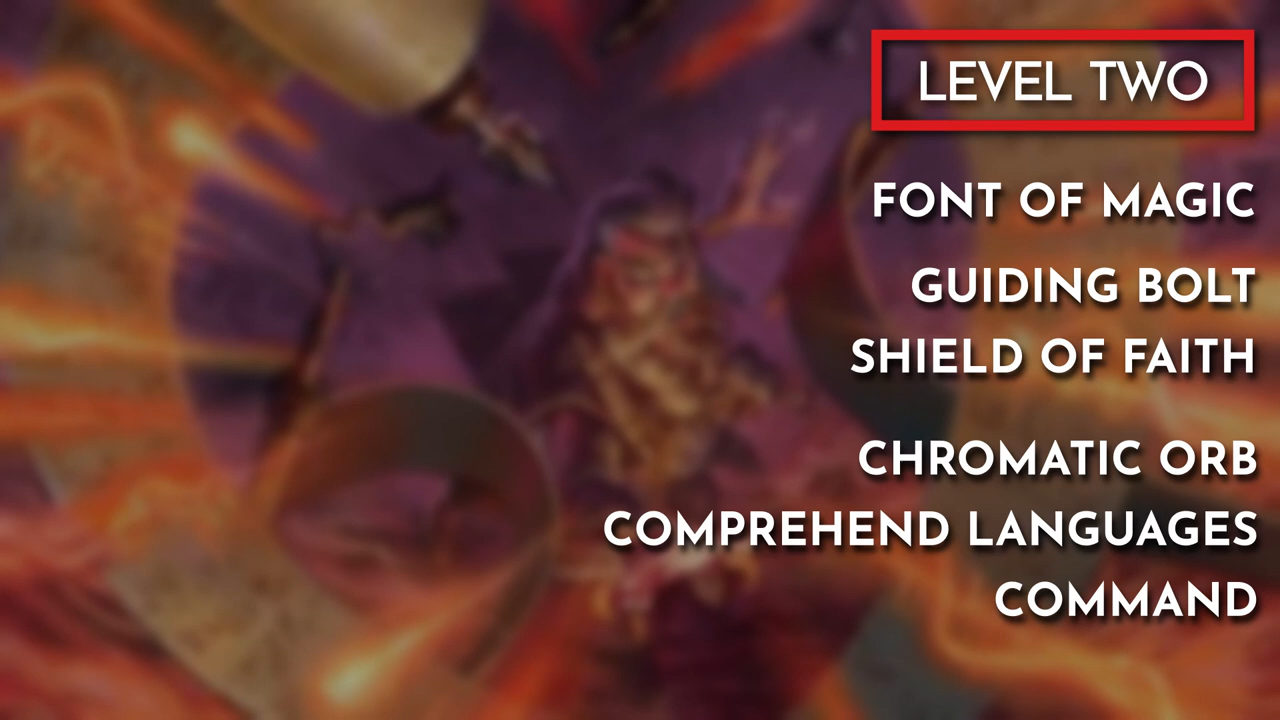 LEVEL TWO
FONT OF MAGIC
GUIDING BOLT
SHIELD OF FAITH
CHROMATIC ORB
COMPREHEND LANGUAGES
COMMAND